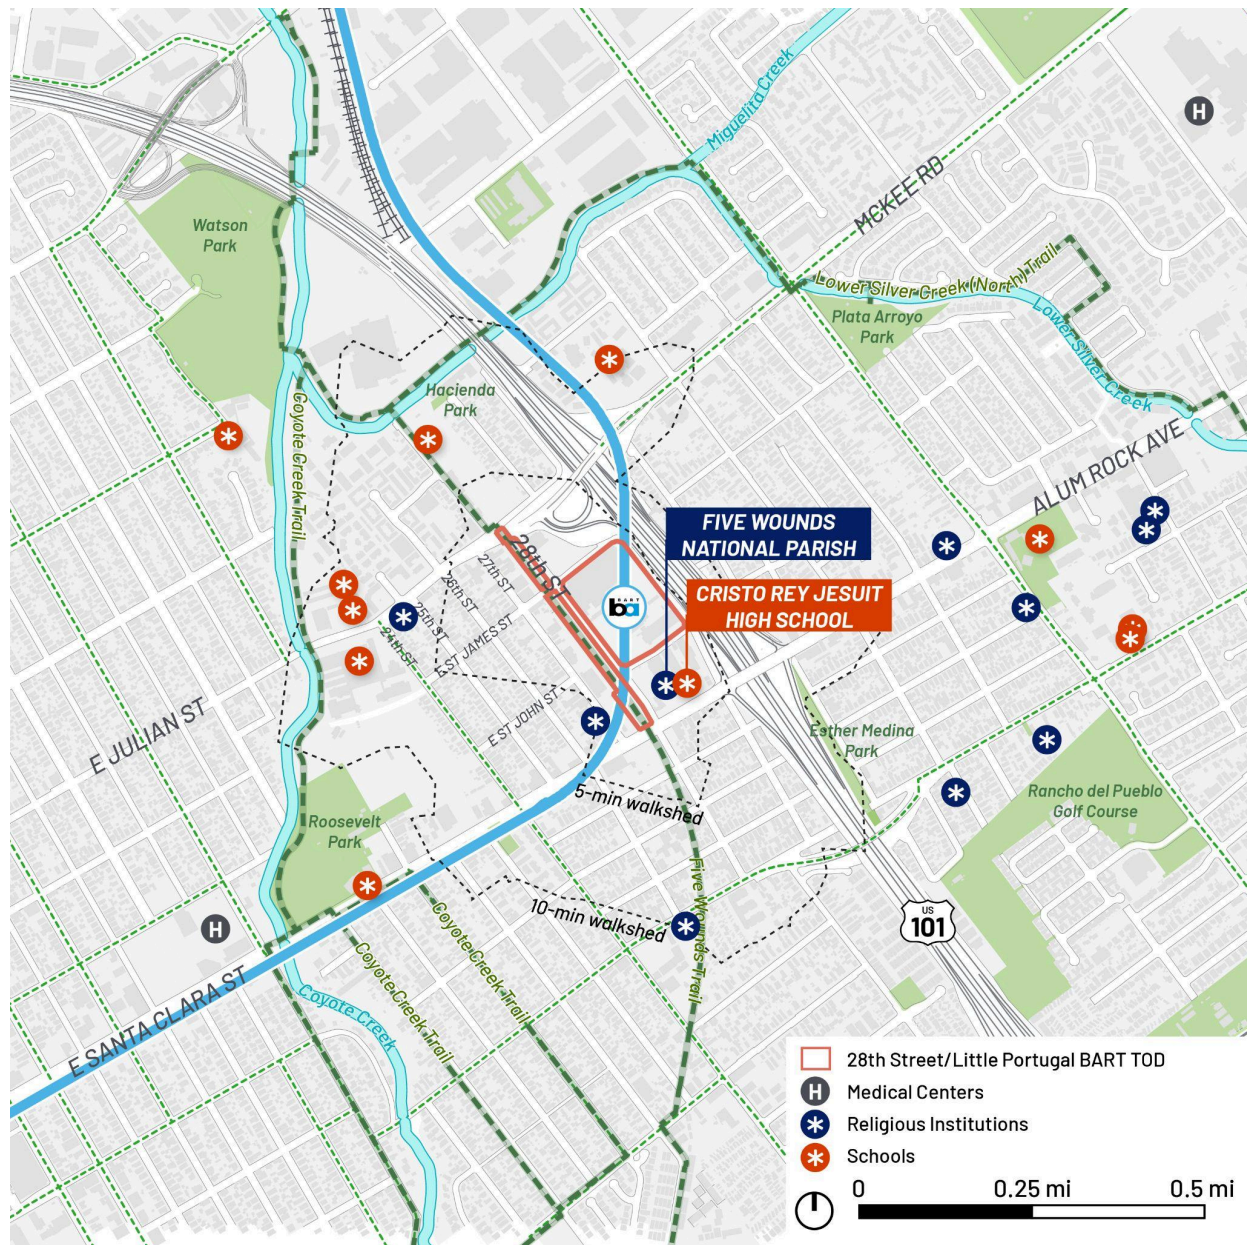 Miguelita Creek
H
MCKEE RD
Watson
Park
Lower Silver Creek (North) Trail
Plata Arroyo
Park
Lower Silver Creek
Hacienda
Park
Coyote Creek Trail
ALUM ROCK AVE
FIVE WOUNDS
NATIONAL PARISH
28th ST
27th ST
26th ST
25th ST
24th ST
E ST JAMES ST
BART
ba
CRISTO REY JESUIT
HIGH SCHOOL
E ST JOHN ST
E JULIAN ST
Esther Medina
Park
5-min walkshed
Rancho del Pueblo
Golf Course
Roosevelt
Park
10-min walkshed
Five Wounds Trail
US
101
H
Coyote Creek Trail
Coyote Creek Trail
E SANTA CLARA ST
Coyote Creek
28th Street/Little Portugal BART TOD
H Medical Centers
Religious Institutions
Schools
0 0.25 mi 0.5 mi